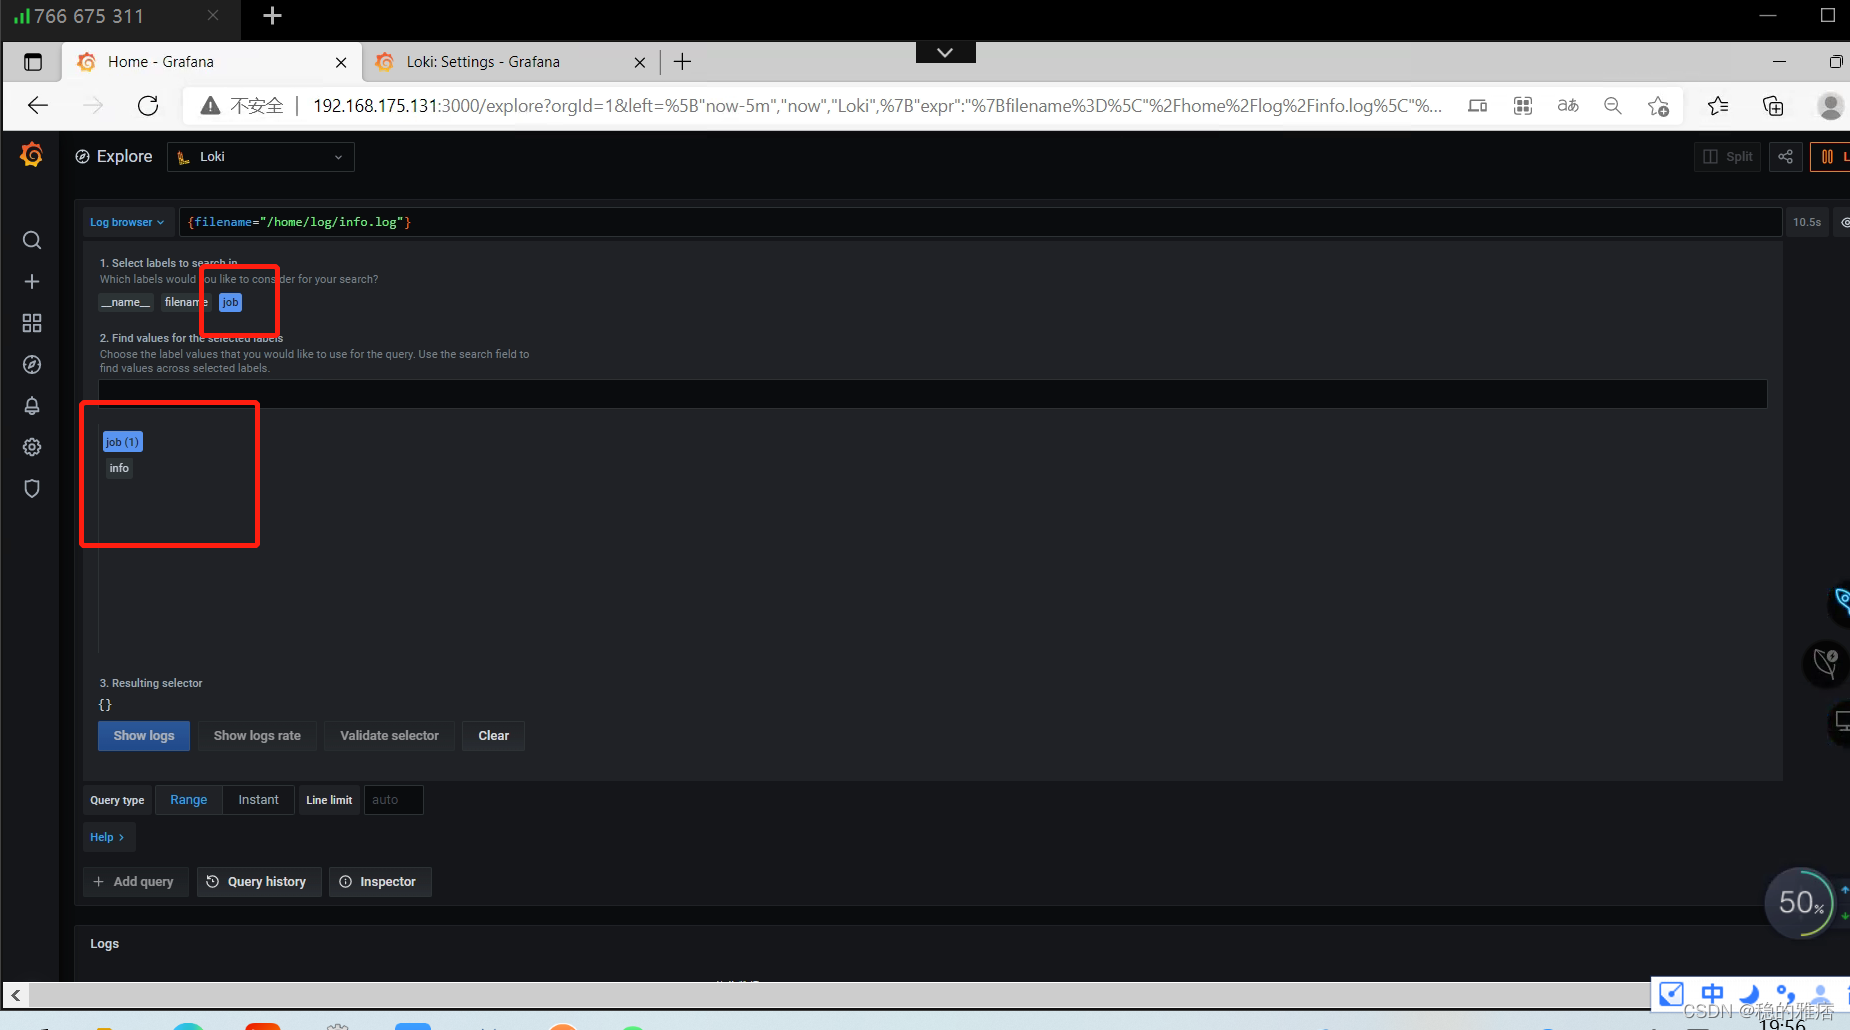 766 675 311
Home - Grafana
Loki: Settings - Grafana
不安全
192.168.175.131:3000/explore?orgId=1&left=%5B"now-5m","now","Loki",%7B"expr":"%7Bfilename%3D%5C"%2Fhome%2Flog%2Finfo.log%5C"%...
aあ
Explore
Loki
Split
L
Log browser
{filename="/home/log/info.log"}
10.5s
1. Select labels to search in
Which labels would you like to consider for your search?
__name__ filename job
2. Find values for the selected labels
Choose the label values that you would like to use for the query. Use the search field to
find values across selected labels.
job (1)
info
3. Resulting selector
{}
Show logs
Show logs rate
Validate selector
Clear
Query type
Range
Instant
Line limit
auto
Help
Add query
Query history
Inspector
50%
Logs
中
CSDN @稳的雅痞
19:56